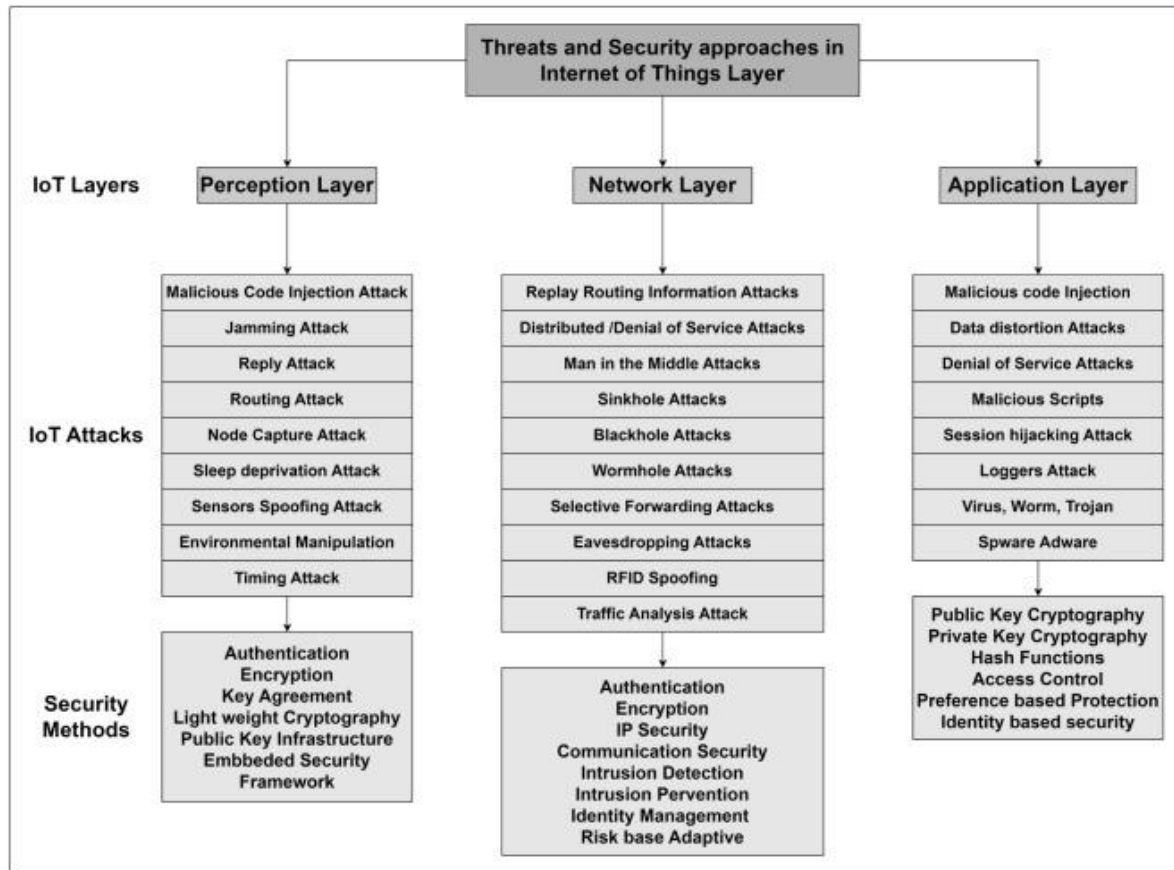 Threats and Security approaches in
Internet of Things Layer
IoT Layers
Perception Layer
Network Layer
Application Layer
IoT Attacks
Malicious Code Injection Attack
Jamming Attack
Reply Attack
Routing Attack
Node Capture Attack
Sleep deprivation Attack
Sensors Spoofing Attack
Environmental Manipulation
Timing Attack
Replay Routing Information Attacks
Distributed /Denial of Service Attacks
Man in the Middle Attacks
Sinkhole Attacks
Blackhole Attacks
Wormhole Attacks
Selective Forwarding Attacks
Eavesdropping Attacks
RFID Spoofing
Traffic Analysis Attack
Malicious code Injection
Data distortion Attacks
Denial of Service Attacks
Malicious Scripts
Session hijacking Attack
Loggers Attack
Virus, Worm, Trojan
Spware Adware
Security
Methods
Authentication
Encryption
Key Agreement
Light weight Cryptography
Public Key Infrastructure
Embbeded Security
Framework
Authentication
Encryption
IP Security
Communication Security
Intrusion Detection
Intrusion Pervention
Identity Management
Risk base Adaptive
Public Key Cryptography
Private Key Cryptography
Hash Functions
Access Control
Preference based Protection
Identity based security